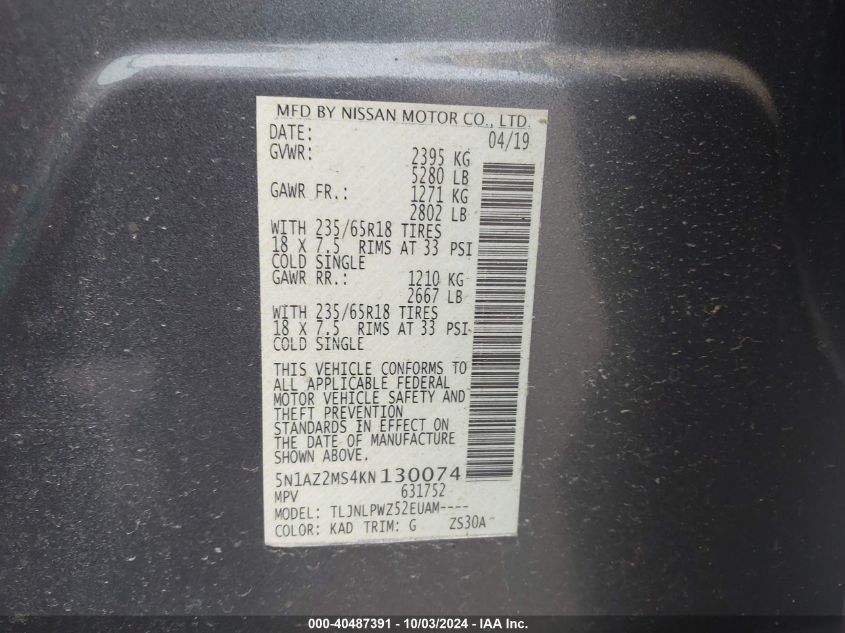 MFD BY NISSAN MOTOR CO., LTD.
DATE: 04/19
GVWR: 2395 KG
5280 LB
GAWR FR.: 1271 KG
2802 LB
WITH 235/65R18 TIRES
18 X 7.5 RIMS AT 33 PSI
COLD SINGLE
GAWR RR.: 1210 KG
2667 LB
WITH 235/65R18 TIRES
18 X 7.5 RIMS AT 33 PSI
COLD SINGLE
THIS VEHICLE CONFORMS TO
ALL APPLICABLE FEDERAL
MOTOR VEHICLE SAFETY AND
THEFT PREVENTION
STANDARDS IN EFFECT ON
THE DATE OF MANUFACTURE
SHOWN ABOVE.
5N1AZ2MS4KN130074
MPV 631752
MODEL: TLJNLPWZ52EUAM----
COLOR: KAD TRIM: G ZS30A
000-40487391 - 10/03/2024 - IAA Inc.